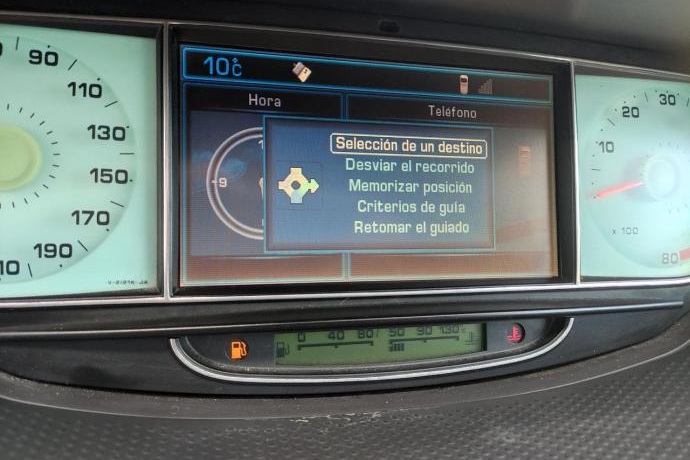 10°C
Hora
Teléfono
Selección de un destino
Desviar el recorrido
Memorizar posición
Criterios de guía
Retomar el guiado
9
90
110
130
150
170
190
10
20
30
x 100
80
0 40 80
50 90 130